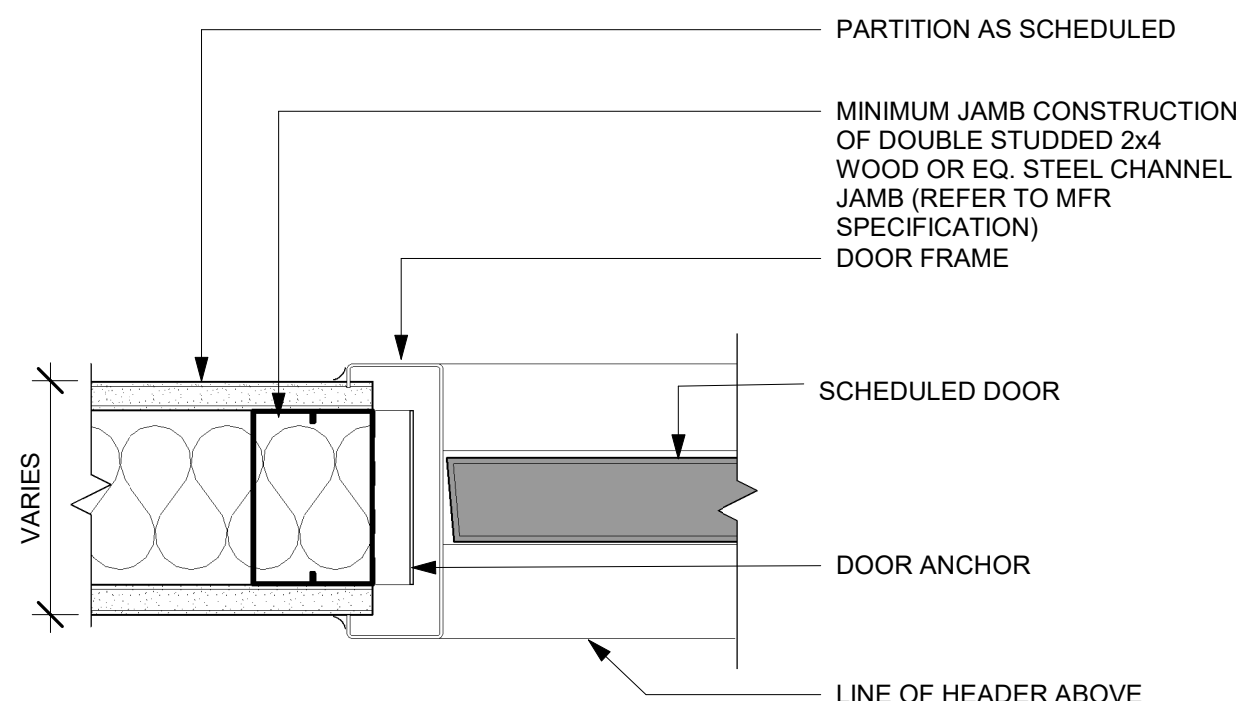 PARTITION AS SCHEDULED
MINIMUM JAMB CONSTRUCTION
OF DOUBLE STUDDED 2x4
WOOD OR EQ. STEEL CHANNEL
JAMB (REFER TO MFR
SPECIFICATION)
DOOR FRAME
SCHEDULED DOOR
VARIES
DOOR ANCHOR
LINE OF HEADER ABOVE